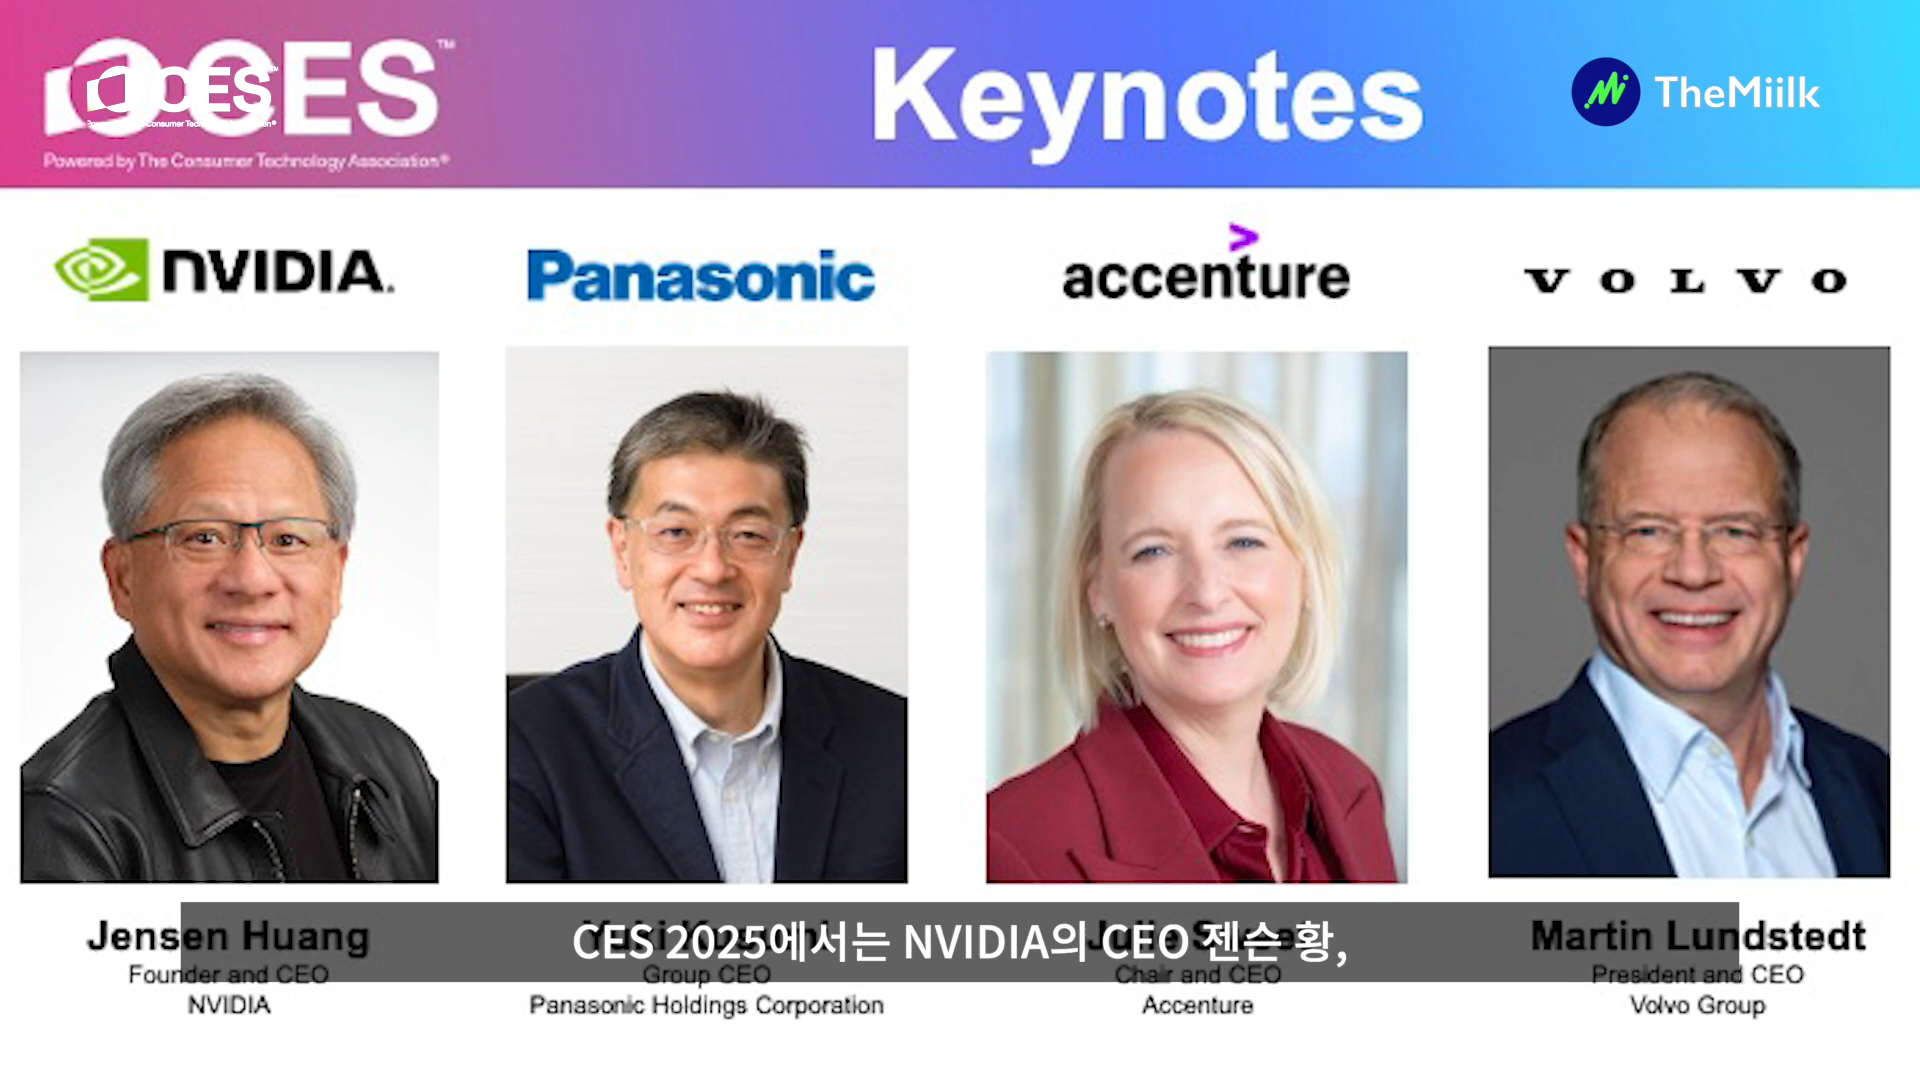 CES™
Powered by The Consumer Technology Association®
CES
Keynotes
TheMiilk
NVIDIA.
Panasonic
accenture
VOLVO
Jensen Huang
Founder and CEO
NVIDIA
Group CEO
Panasonic Holdings Corporation
Chair and CEO
Accenture
Martin Lundstedt
President and CEO
Volvo Group
CES 2025에서는 NVIDIA의 CEO 젠슨 황,